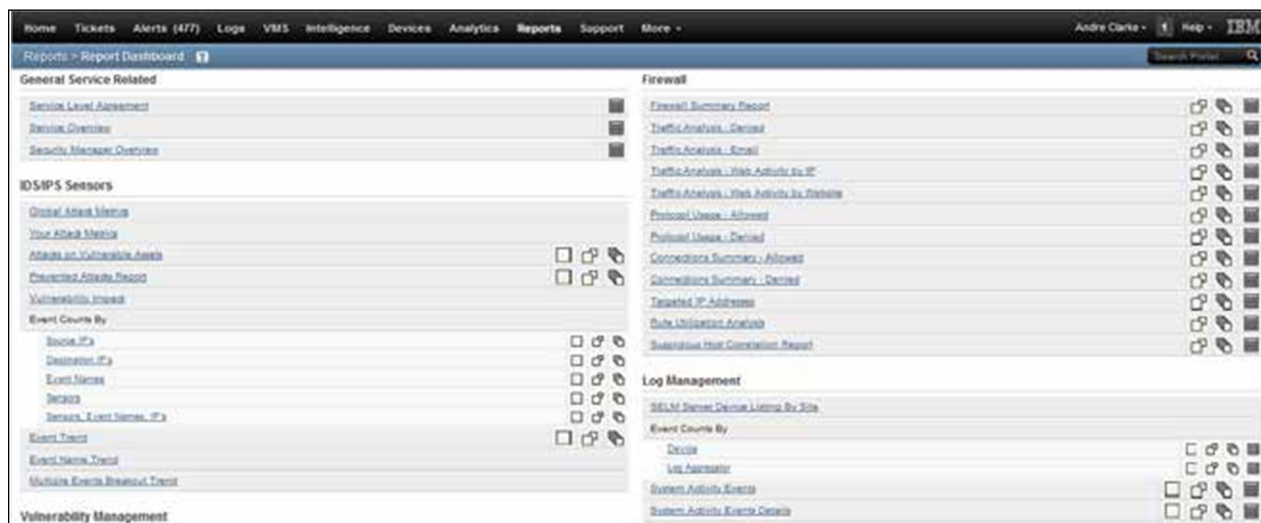 Home Tickets Alerts (477) Logs VMS Intelligence Devices Analytics Reports Support More Andre Clarke Help IBM
Reports > Report Dashboard ? Search Portal
General Service Related
Service Level Agreement
Service Overview
Security Manager Overview
IDS/IPS Sensors
Global Attack Metrics
Your Attack Metrics
Attacks on Vulnerable Assets
Prevented Attacks Report
Vulnerability Impact
Event Counts By
Source IP's
Destination IP's
Event Names
Sensors
Sensors, Event Names, IP's
Event Trend
Event Name Trend
Multiple Events Breakout Trend
Vulnerability Management
Firewall
Firewall Summary Report
Traffic Analysis - Denied
Traffic Analysis - Email
Traffic Analysis - Web Activity by IP
Traffic Analysis - Web Activity by Website
Protocol Usage - Allowed
Protocol Usage - Denied
Connections Summary - Allowed
Connections Summary - Denied
Targeted IP Addresses
Rule Utilization Analysis
Suspicious Host Correlation Report
Log Management
SELM Server Device Listing By Site
Event Counts By
Device
Log Aggregator
System Activity Events
System Activity Events Details